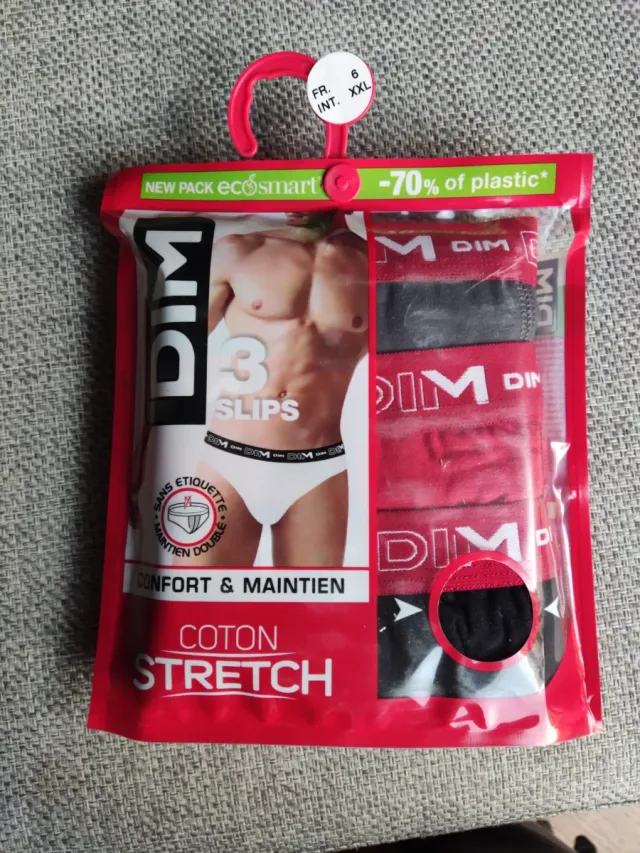 FR. 6
INT. XXL
NEW PACK ecosmart -70% of plastic*
DIM
3
SLIPS
DIM DIM DIM DIM
SANS ETIQUETTE
MAINTIEN DOUBLE
CONFORT & MAINTIEN
COTON
STRETCH
M DIM D
DIM
DIM DIM
DIM D